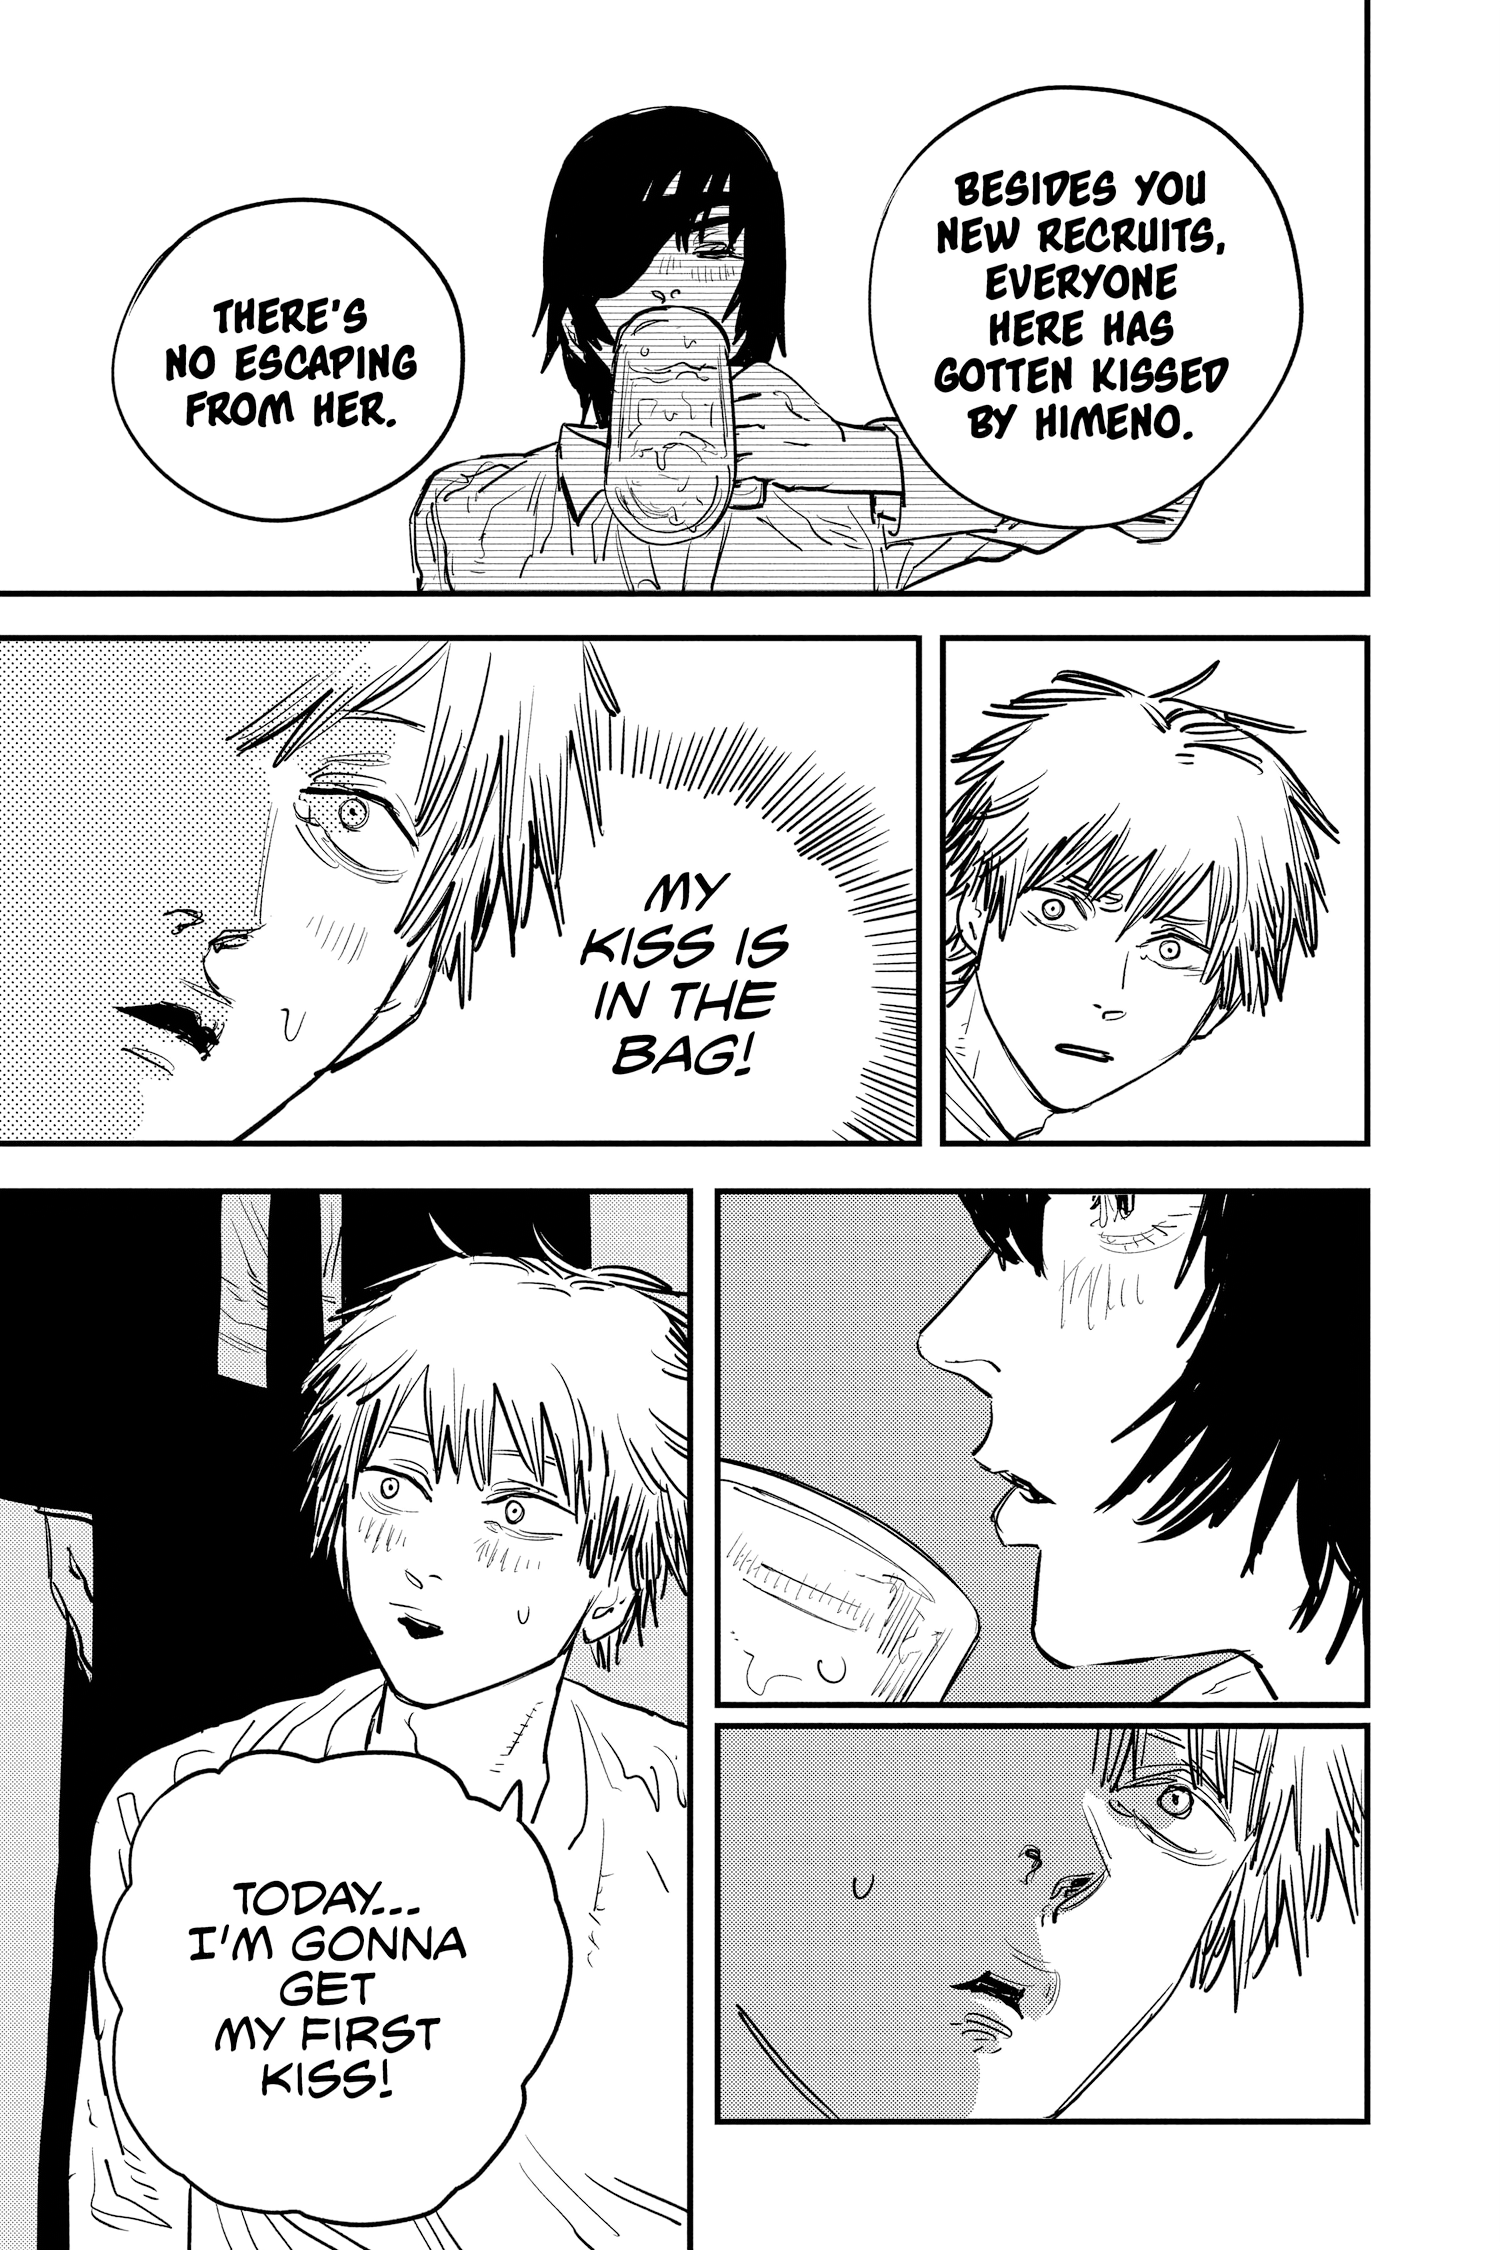 BESIDES YOU
NEW RECRUITS,
EVERYONE
HERE HAS
GOTTEN KISSED
BY HIMENO.
THERE'S
NO ESCAPING
FROM HER.
MY
KISS IS
IN THE
BAG!
TODAY...
I'M GONNA
GET
MY FIRST
KISS!